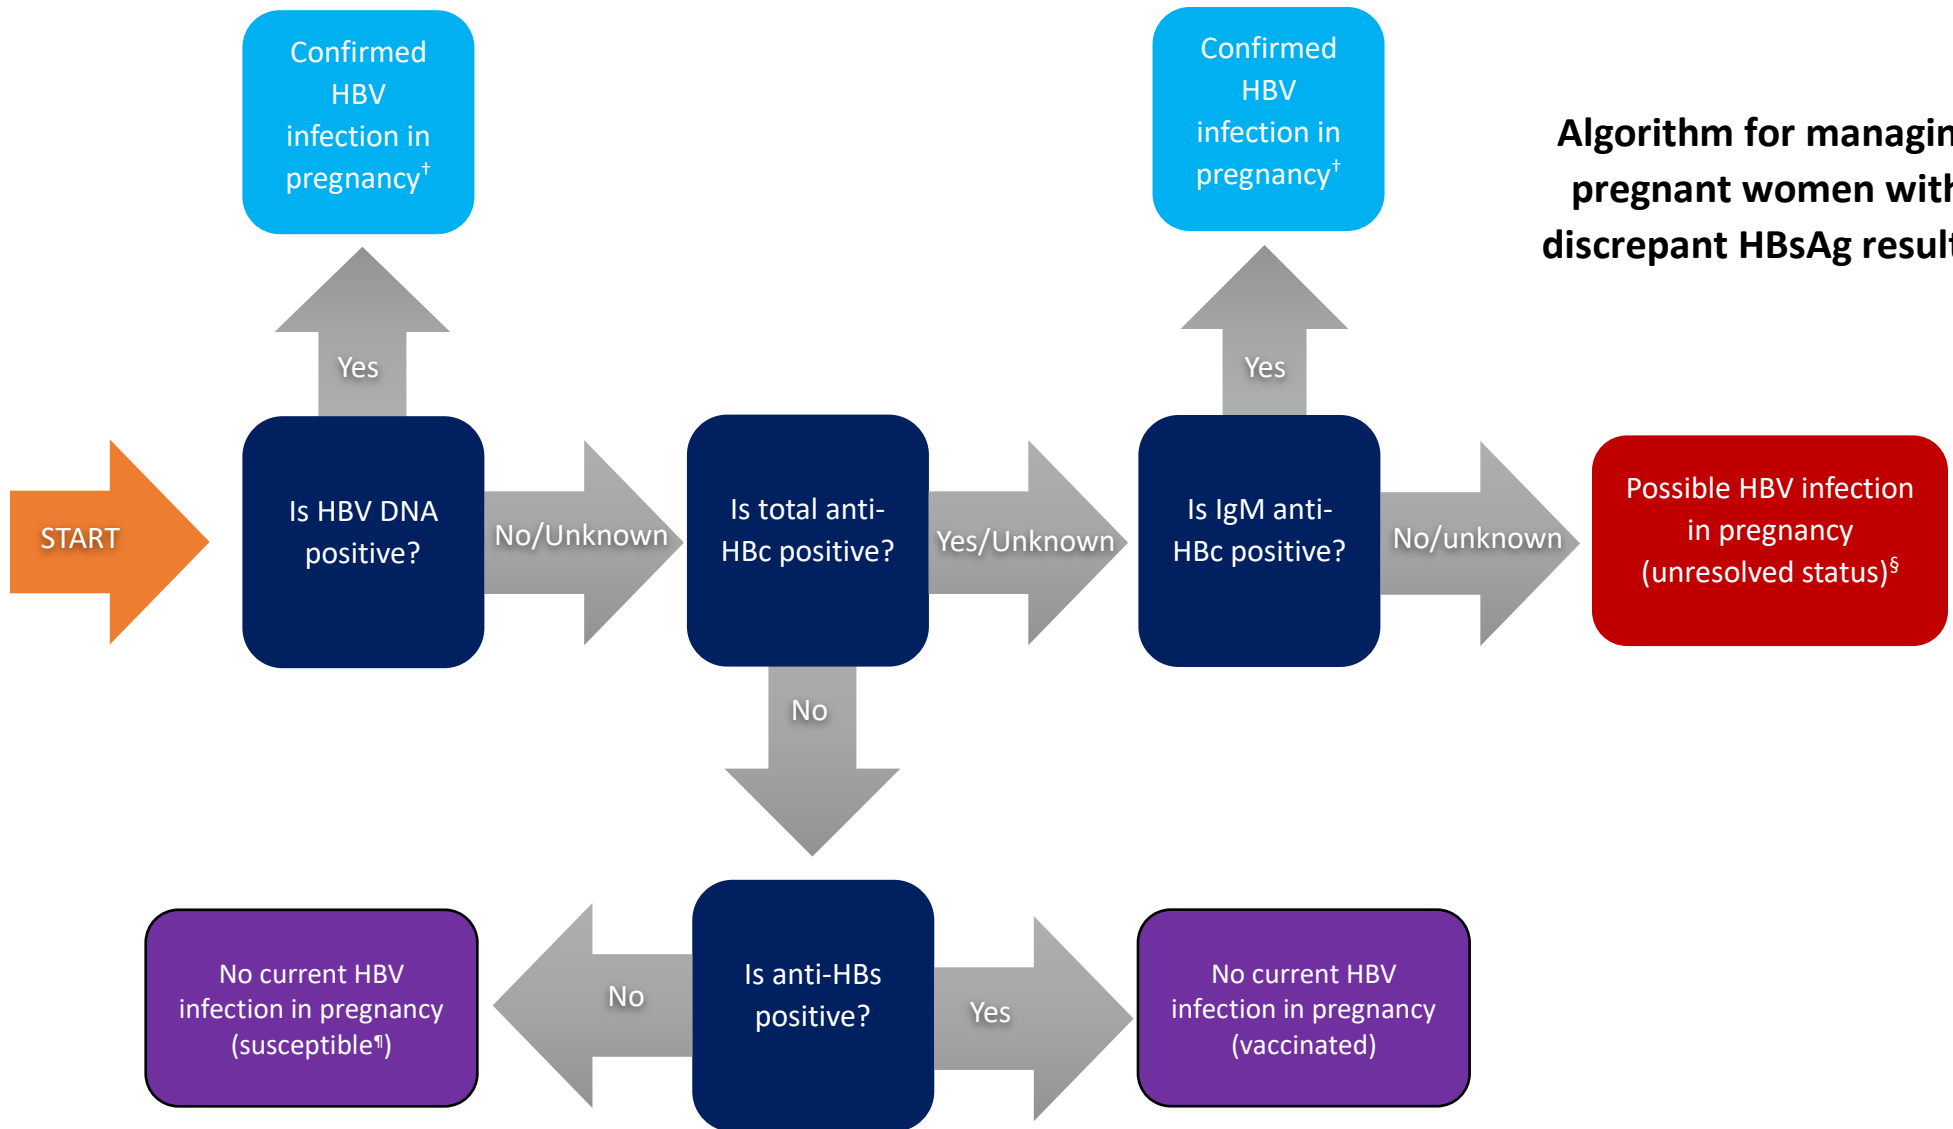 Confirmed
HBV
infection in
pregnancy†
Confirmed
HBV
infection in
pregnancy†
Algorithm for managin
pregnant women with
discrepant HBsAg result
Yes
Yes
START
Is HBV DNA
positive?
No/Unknown
Is total anti-
HBc positive?
Yes/Unknown
Is IgM anti-
HBc positive?
No/unknown
Possible HBV infection
in pregnancy
(unresolved status)§
No
No current HBV
infection in pregnancy
(susceptible¶)
No
Is anti-HBs
positive?
Yes
No current HBV
infection in pregnancy
(vaccinated)